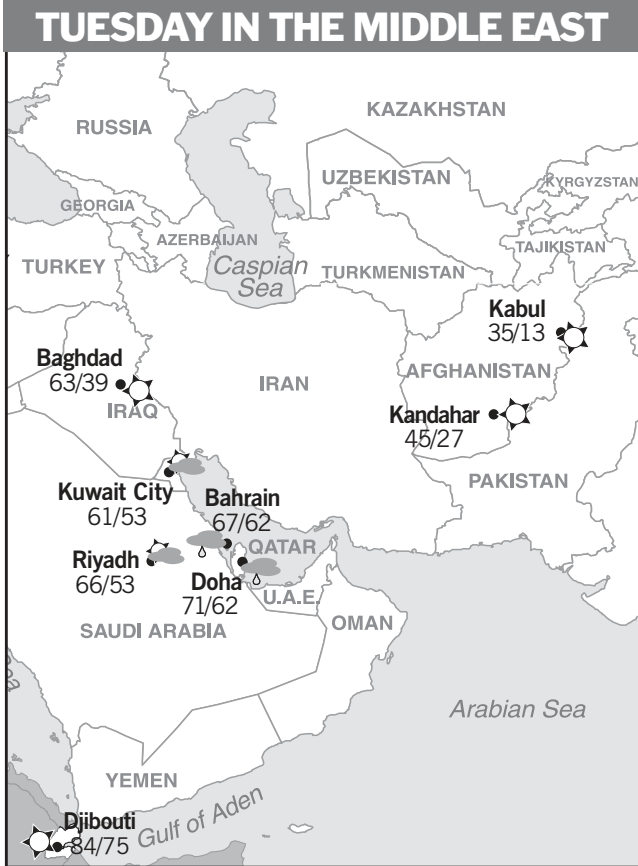 TUESDAY IN THE MIDDLE EAST
KAZAKHSTAN
RUSSIA
UZBEKISTAN
KYRGYZSTAN
GEORGIA
AZERBAIJAN
TAJIKISTAN
TURKEY
Caspian
Sea
TURKMENISTAN
Kabul
35/13
Baghdad
63/39
IRAN
AFGHANISTAN
IRAQ
Kandahar
45/27
PAKISTAN
Kuwait City
61/53
Bahrain
67/62
Riyadh
66/53
QATAR
Doha
71/62
U.A.E.
OMAN
SAUDI ARABIA
Arabian Sea
YEMEN
Gulf of Aden
Djibouti
84/75